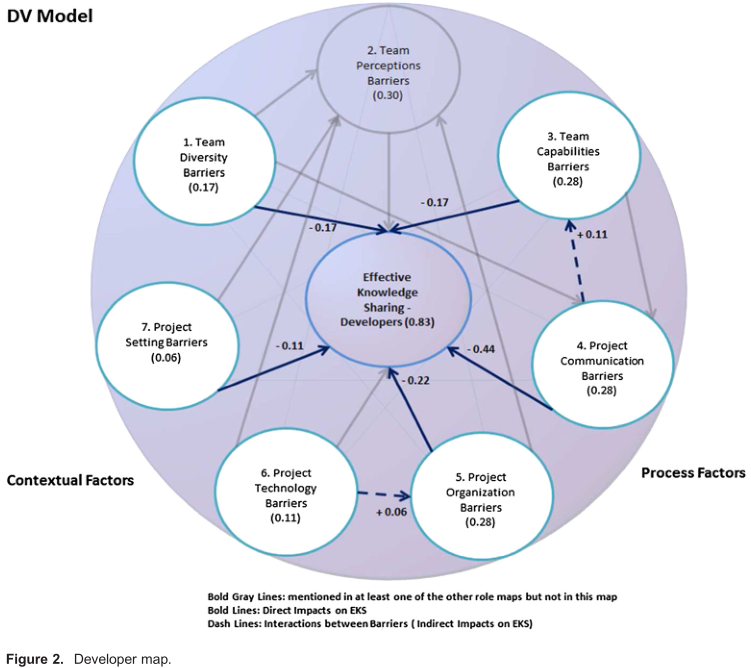 DV Model
2. Team
Perceptions
Barriers
(0.30)
1. Team
Diversity
Barriers
(0.17)
3. Team
Capabilities
Barriers
(0.28)
- 0.17
- 0.17
+ 0.11
Effective
Knowledge
Sharing -
Developers (0.83)
7. Project
Setting Barriers
(0.06)
- 0.11
- 0.44
4. Project
Communication
Barriers
(0.28)
- 0.22
Contextual Factors
Process Factors
6. Project
Technology
Barriers
(0.11)
+ 0.06
5. Project
Organization
Barriers
(0.28)
Bold Gray Lines: mentioned in at least one of the other role maps but not in this map
Bold Lines: Direct Impacts on EKS
Dash Lines: Interactions between Barriers ( Indirect Impacts on EKS)
Figure 2. Developer map.